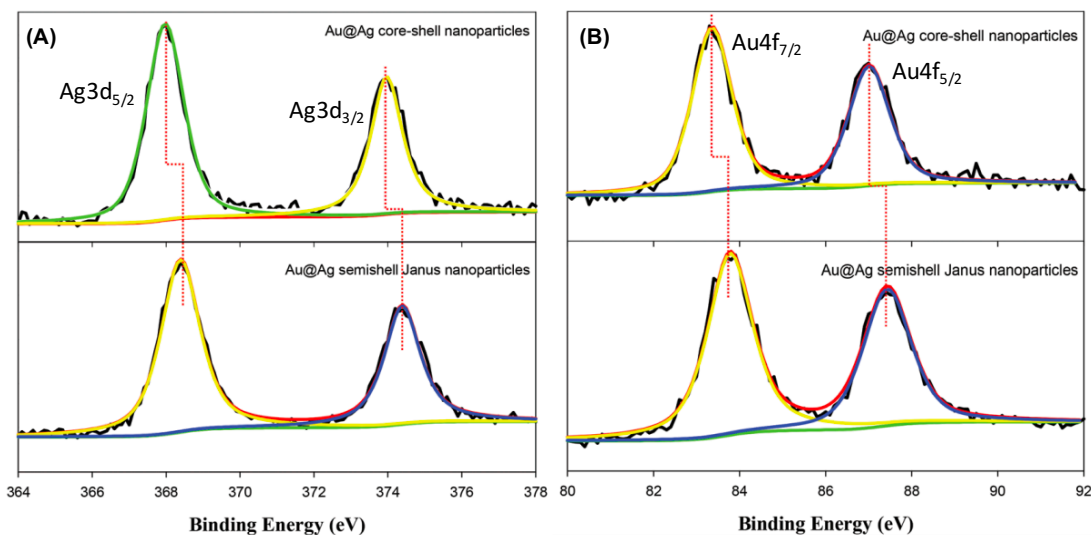 (A)
Au@Ag core-shell nanoparticles
Ag3d5/2
Ag3d3/2
Au@Ag semishell Janus nanoparticles
364 366 368 370 372 374 376 378
Binding Energy (eV)
(B)
Au4f7/2
Au@Ag core-shell nanoparticles
Au4f5/2
Au@Ag semishell Janus nanoparticles
80 82 84 86 88 90 92
Binding Energy (eV)